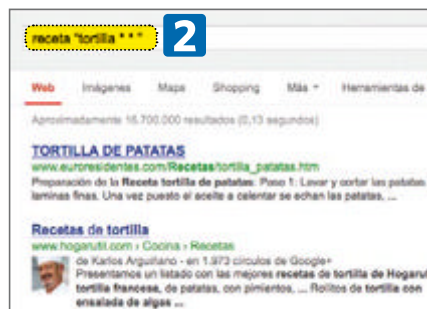 receta "tortilla * * "
2
Web Imágenes Maps Shopping Más Herramientas de
Aproximadamente 16.700.000 resultados (0,13 segundos)
TORTILLA DE PATATAS
www.euroresidentes.com/Recetas/tortilla_patatas.htm
Preparación de la Receta tortilla de patatas: Paso 1: Lavar y cortar las patatas
laminas finas. Una vez puesto el aceite a calentar se echan las patatas, ...
Recetas de tortilla
www.hogarutil.com › Cocina › Recetas
de Karlos Arguiñano - en 1.973 círculos de Google+
Presentamos un listado con las mejores recetas de tortilla de Hogaru
tortilla francesa, de patatas, con pimientos, ... Rollitos de tortilla con
ensalada de algas ...